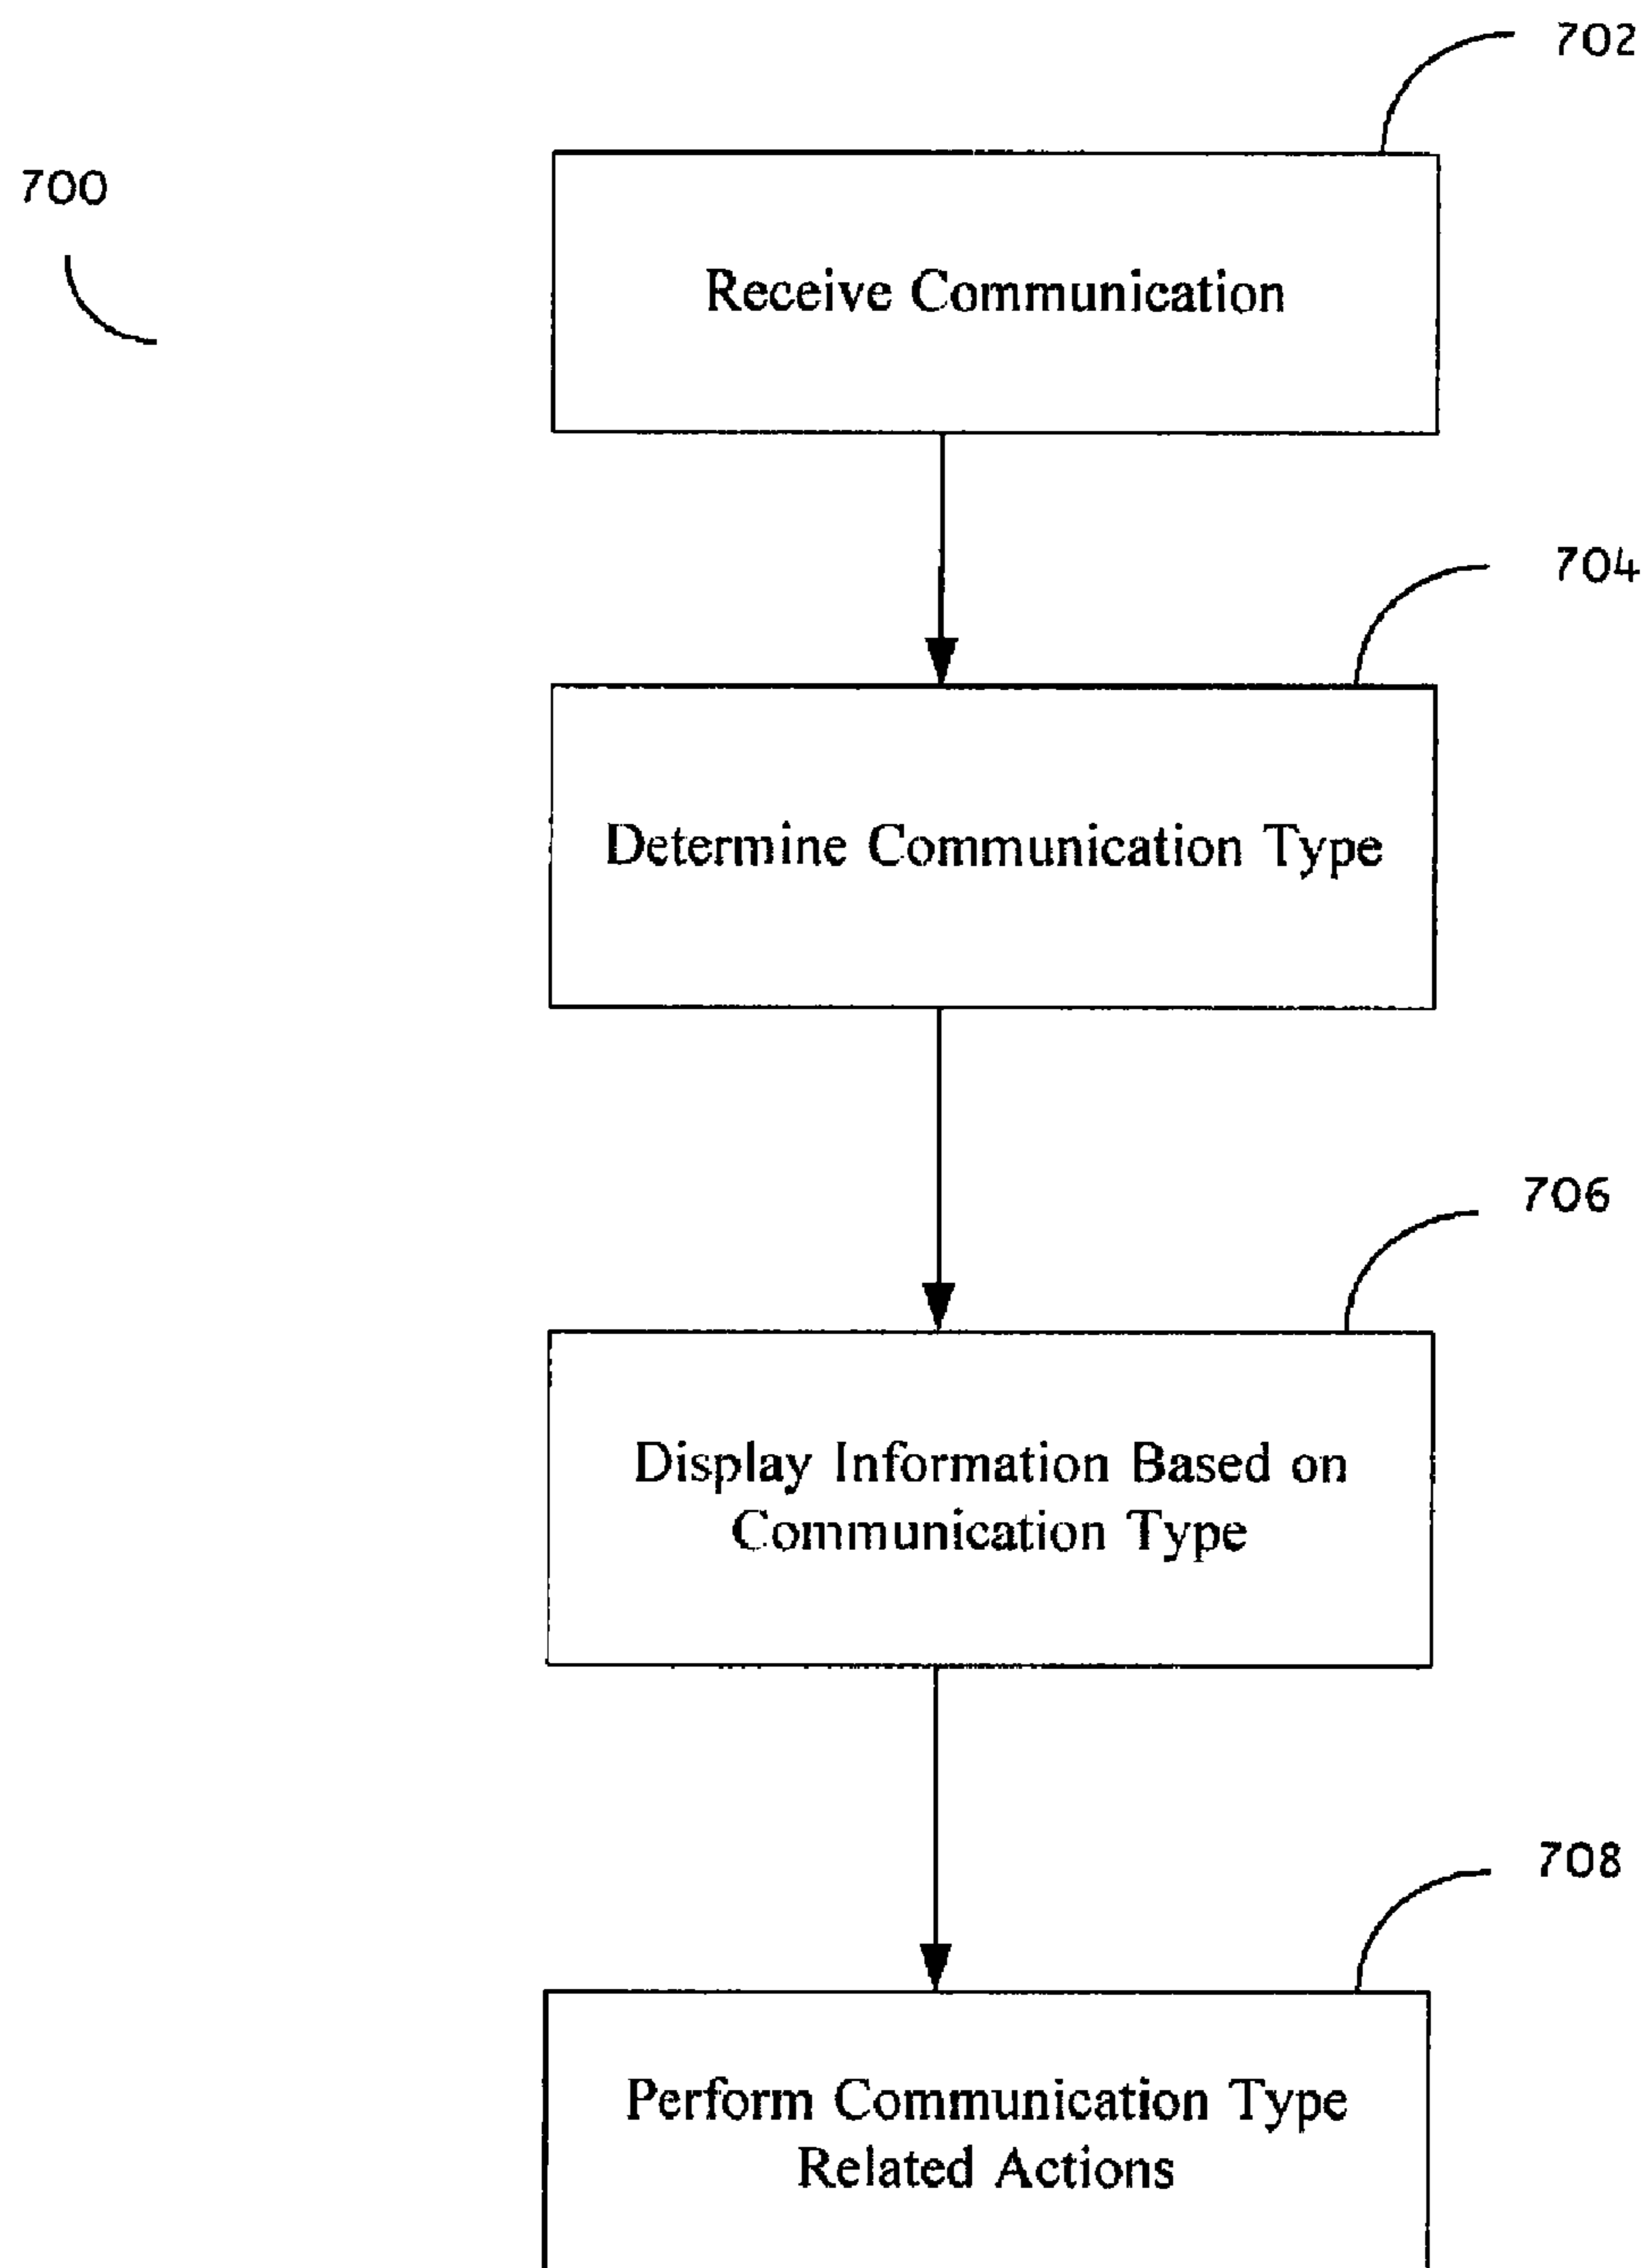 702
700
Receive Communication
704
Determine Communication Type
706
Display Information Based on
Communication Type
708
Perform Communication Type
Related Actions